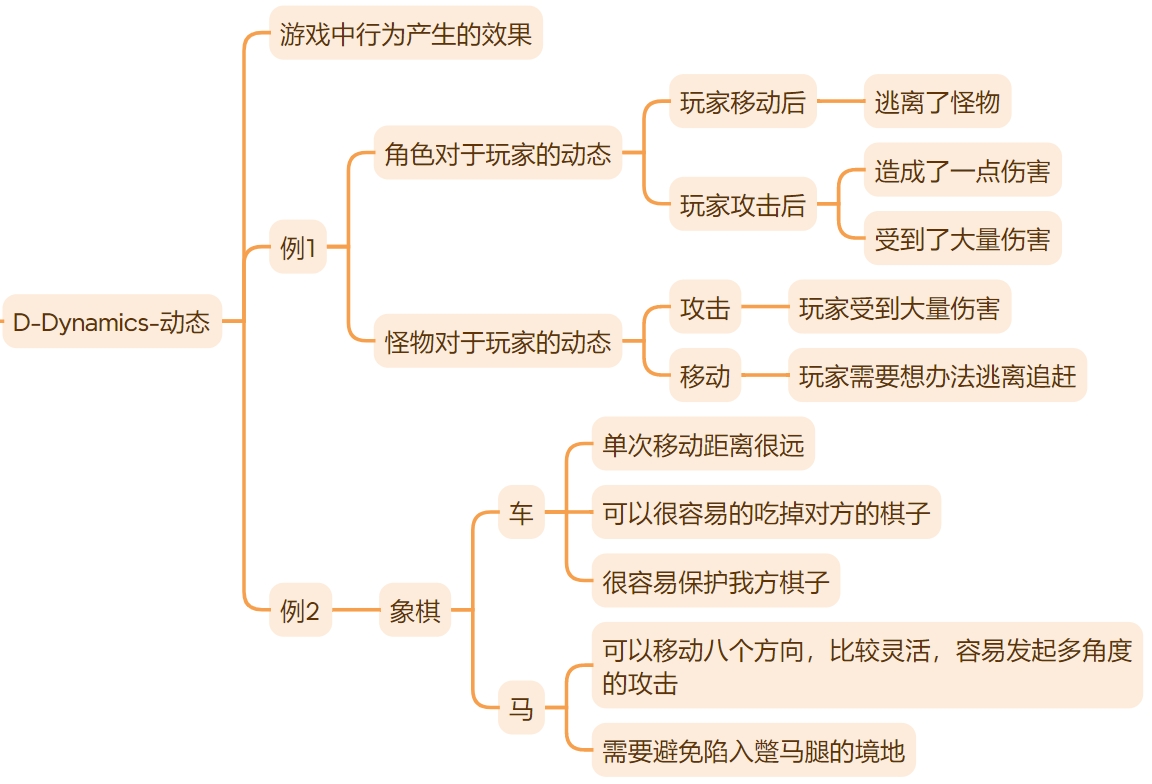 D-Dynamics-动态
游戏中行为产生的效果
例1
角色对于玩家的动态
玩家移动后
逃离了怪物
玩家攻击后
造成了一点伤害
受到了大量伤害
怪物对于玩家的动态
攻击
玩家受到大量伤害
移动
玩家需要想办法逃离追赶
例2
象棋
车
单次移动距离很远
可以很容易的吃掉对方的棋子
很容易保护我方棋子
马
可以移动八个方向，比较灵活，容易发起多角度
的攻击
需要避免陷入蹩马腿的境地